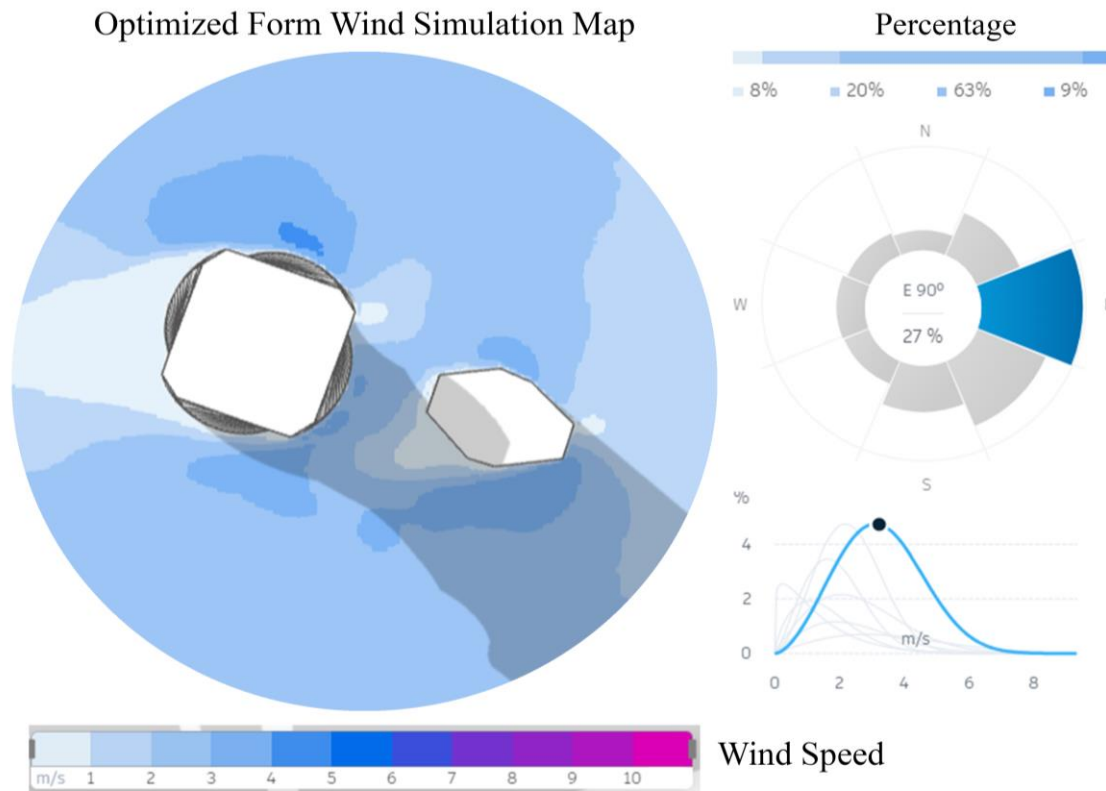 Optimized Form Wind Simulation Map
Percentage
8% 20% 63% 9%
N
W
E 90º
27 %
S
%
4
2
0
m/s
0 2 4 6 8
m/s 1 2 3 4 5 6 7 8 9 10
Wind Speed